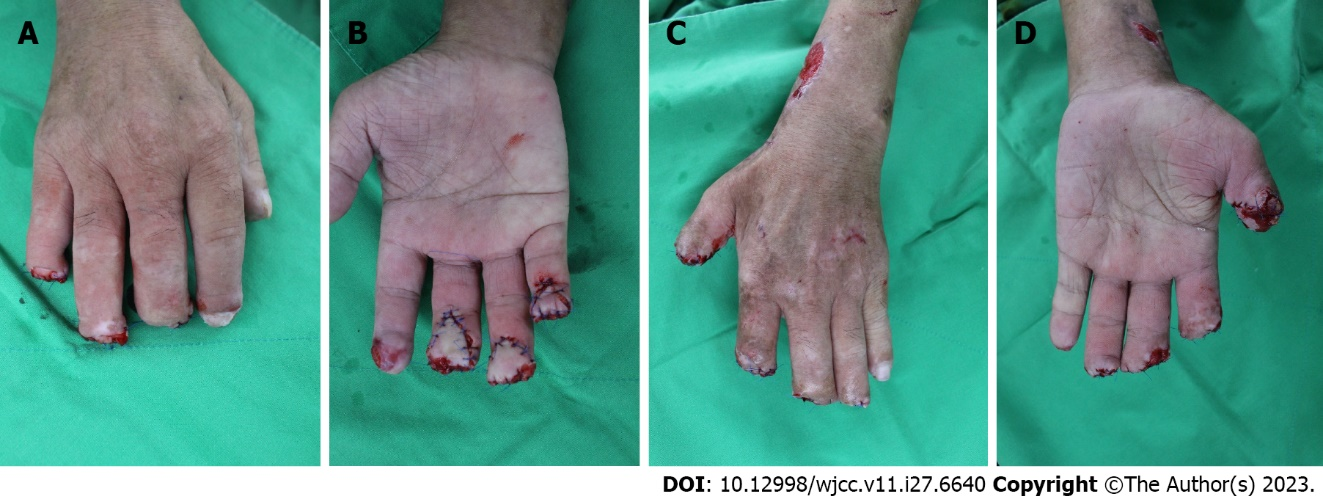 A
B
C
D
DOI: 10.12998/wjcc.v11.i27.6640 Copyright ©The Author(s) 2023.